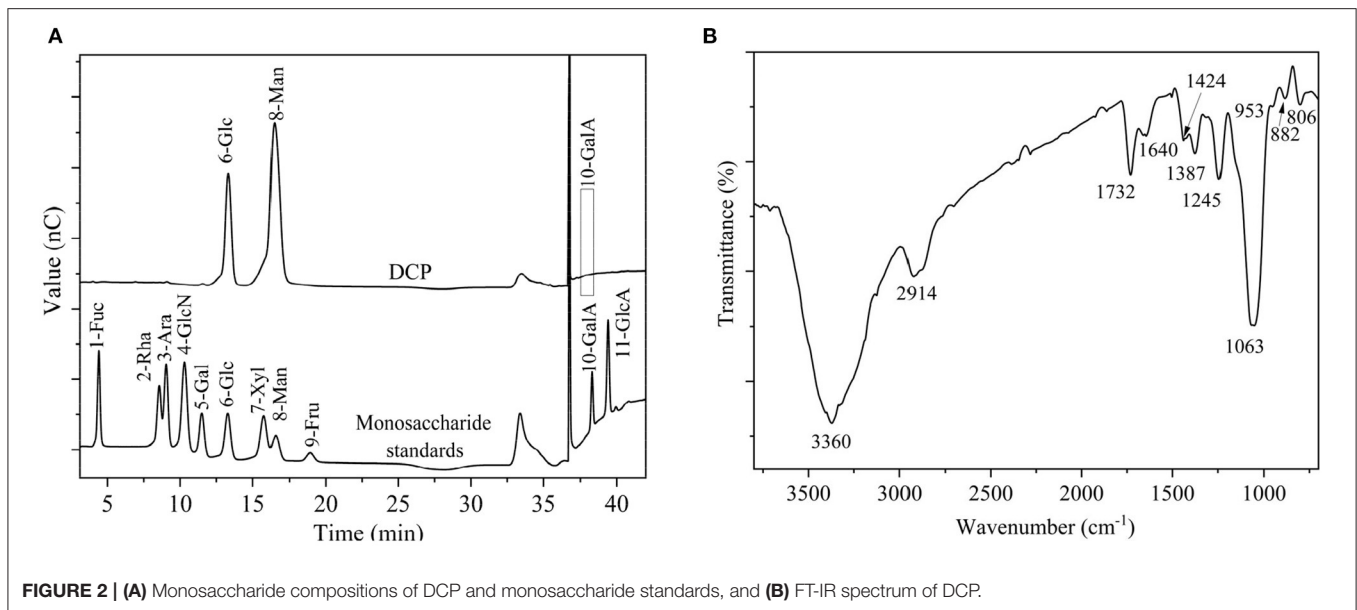 A
B
Value (nC)
6-Glc
8-Man
10-GalA
DCP
1-Fuc
2-Rha
3-Ara
4-GlcN
5-Gal
6-Glc
7-Xyl
8-Man
9-Fru
10-GalA
11-GlcA
Monosaccharide
standards
5 10 15 20 25 30 35 40
Time (min)
Transmittance (%)
3360
2914
1732
1640
1424
1387
1245
1063
953
882
806
3500 3000 2500 2000 1500 1000
Wavenumber (cm⁻¹)
FIGURE 2 | (A) Monosaccharide compositions of DCP and monosaccharide standards, and (B) FT-IR spectrum of DCP.